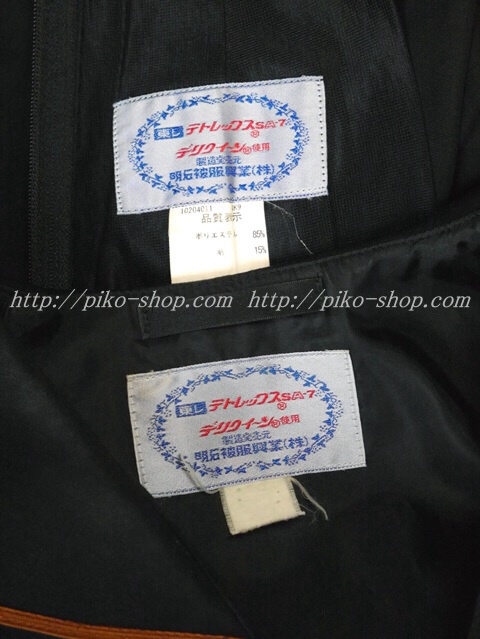 東レ テトレックスSA-7®
デリクイーン®使用
製造発売元
明石被服興業(株)
10204011 K9
品質表示
ポリエステル 85%
毛 15%
http://piko-shop.com http://piko-shop.com
東レ テトレックスSA-7®
デリクイーン®使用
製造発売元
明石被服興業(株)